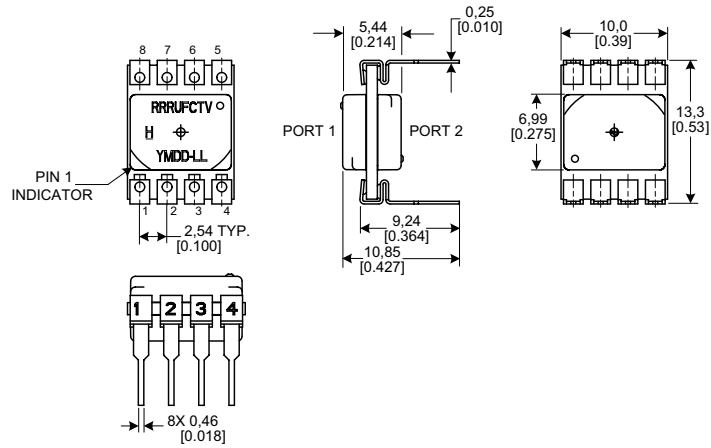 8 7 6 5
RRRUFCTV
H
YMDD-LL
PIN 1
INDICATOR
1 2 3 4
2,54 TYP.
[0.100]
5,44
[0.214]
0,25
[0.010]
PORT 1
PORT 2
9,24
[0.364]
10,85
[0.427]
10,0
[0.39]
6,99
[0.275]
13,3
[0.53]
1 2 3 4
8X 0,46
[0.018]